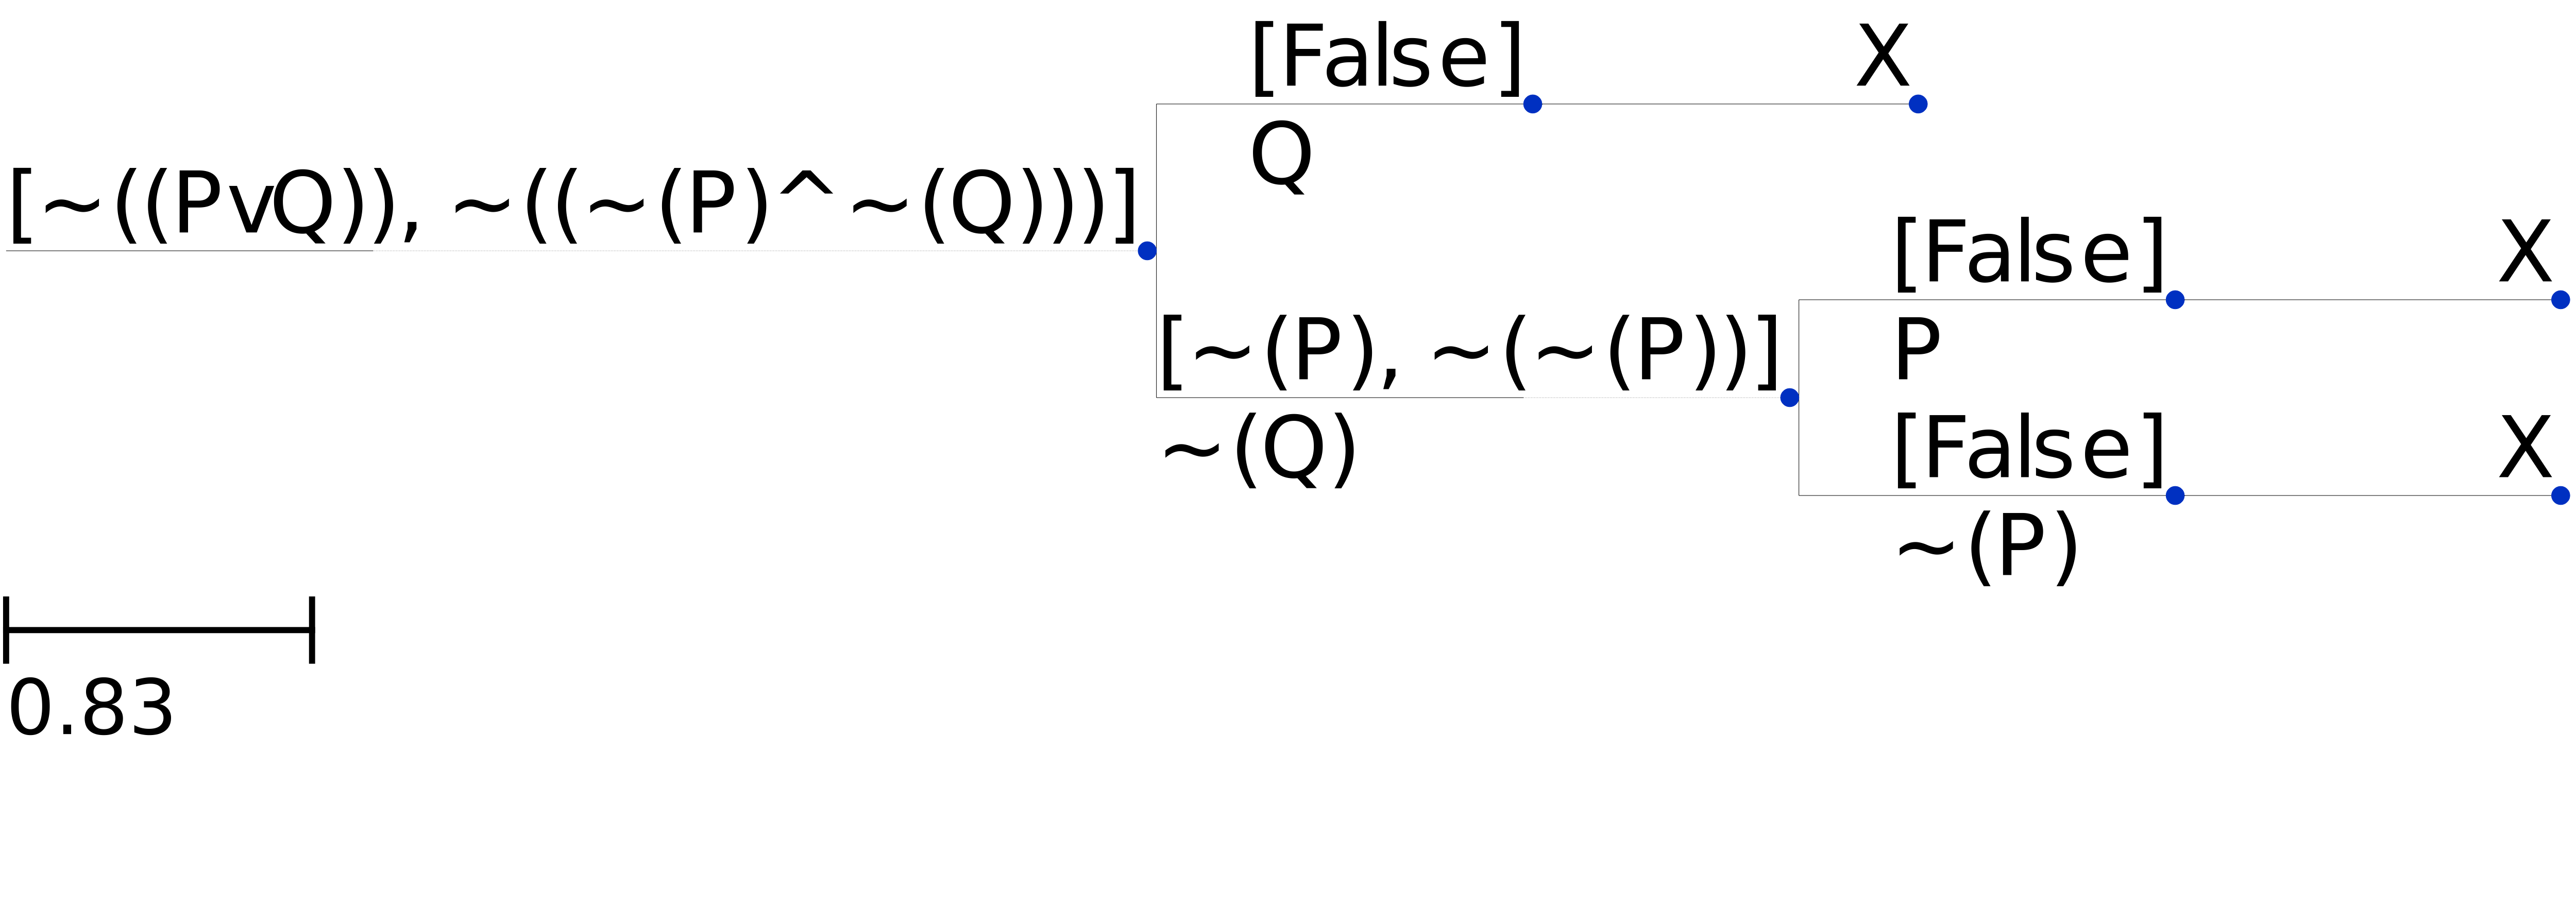 [False]
X
Q
[~((PvQ)), ~((~(P)^~(Q)))]
[False]
X
[~(P), ~(~(P))]
P
~(Q)
[False]
X
~(P)
0.83